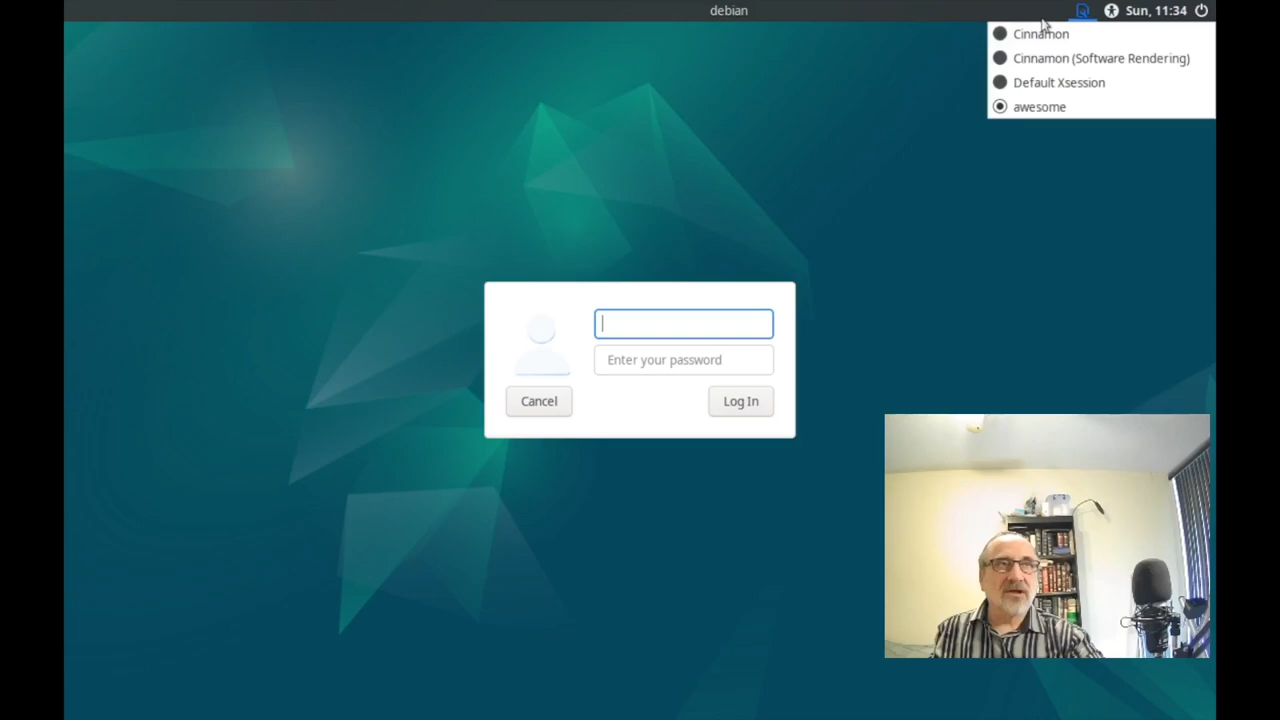 debian
Sun, 11:34
Cinnamon
Cinnamon (Software Rendering)
Default Xsession
awesome
Enter your password
Cancel
Log In